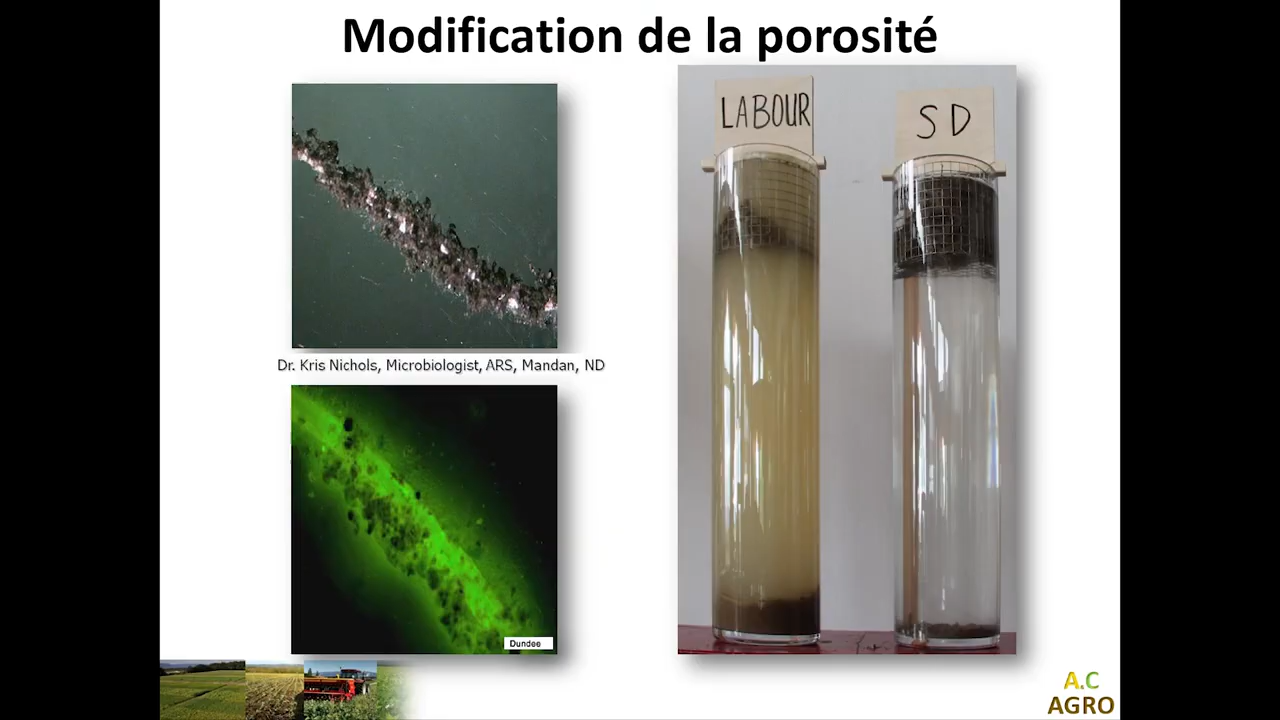 Modification de la porosité
LABOUR
SD
Dr. Kris Nichols, Microbiologist, ARS, Mandan, ND
Dundee
A.C
AGRO